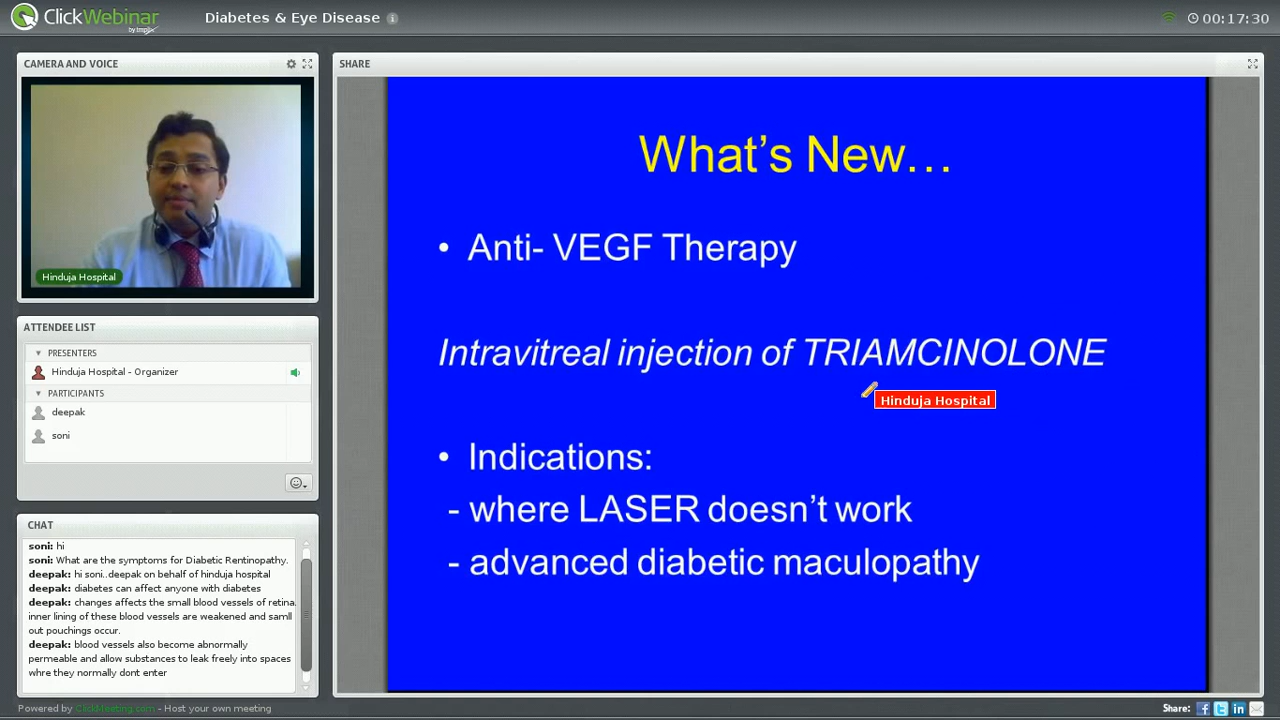 ClickWebinar
by Implix
Diabetes & Eye Disease
00:17:30
CAMERA AND VOICE
Hinduja Hospital
ATTENDEE LIST
PRESENTERS
Hinduja Hospital - Organizer
PARTICIPANTS
deepak
soni
CHAT
soni: hi
soni: What are the symptoms for Diabetic Rentinopathy.
deepak: hi soni..deepak on behalf of hinduja hospital
deepak: diabetes can affect anyone with diabetes
deepak: changes affects the small blood vessels of retina.
inner lining of these blood vessels are weakened and samll
out pouchings occur.
deepak: blood vessels also become abnormally
permeable and allow substances to leak freely into spaces
whre they normally dont enter
SHARE
What's New...
• Anti- VEGF Therapy
Intravitreal injection of TRIAMCINOLONE
Hinduja Hospital
• Indications:
- where LASER doesn't work
- advanced diabetic maculopathy
Powered by ClickMeeting.com - Host your own meeting
Share: